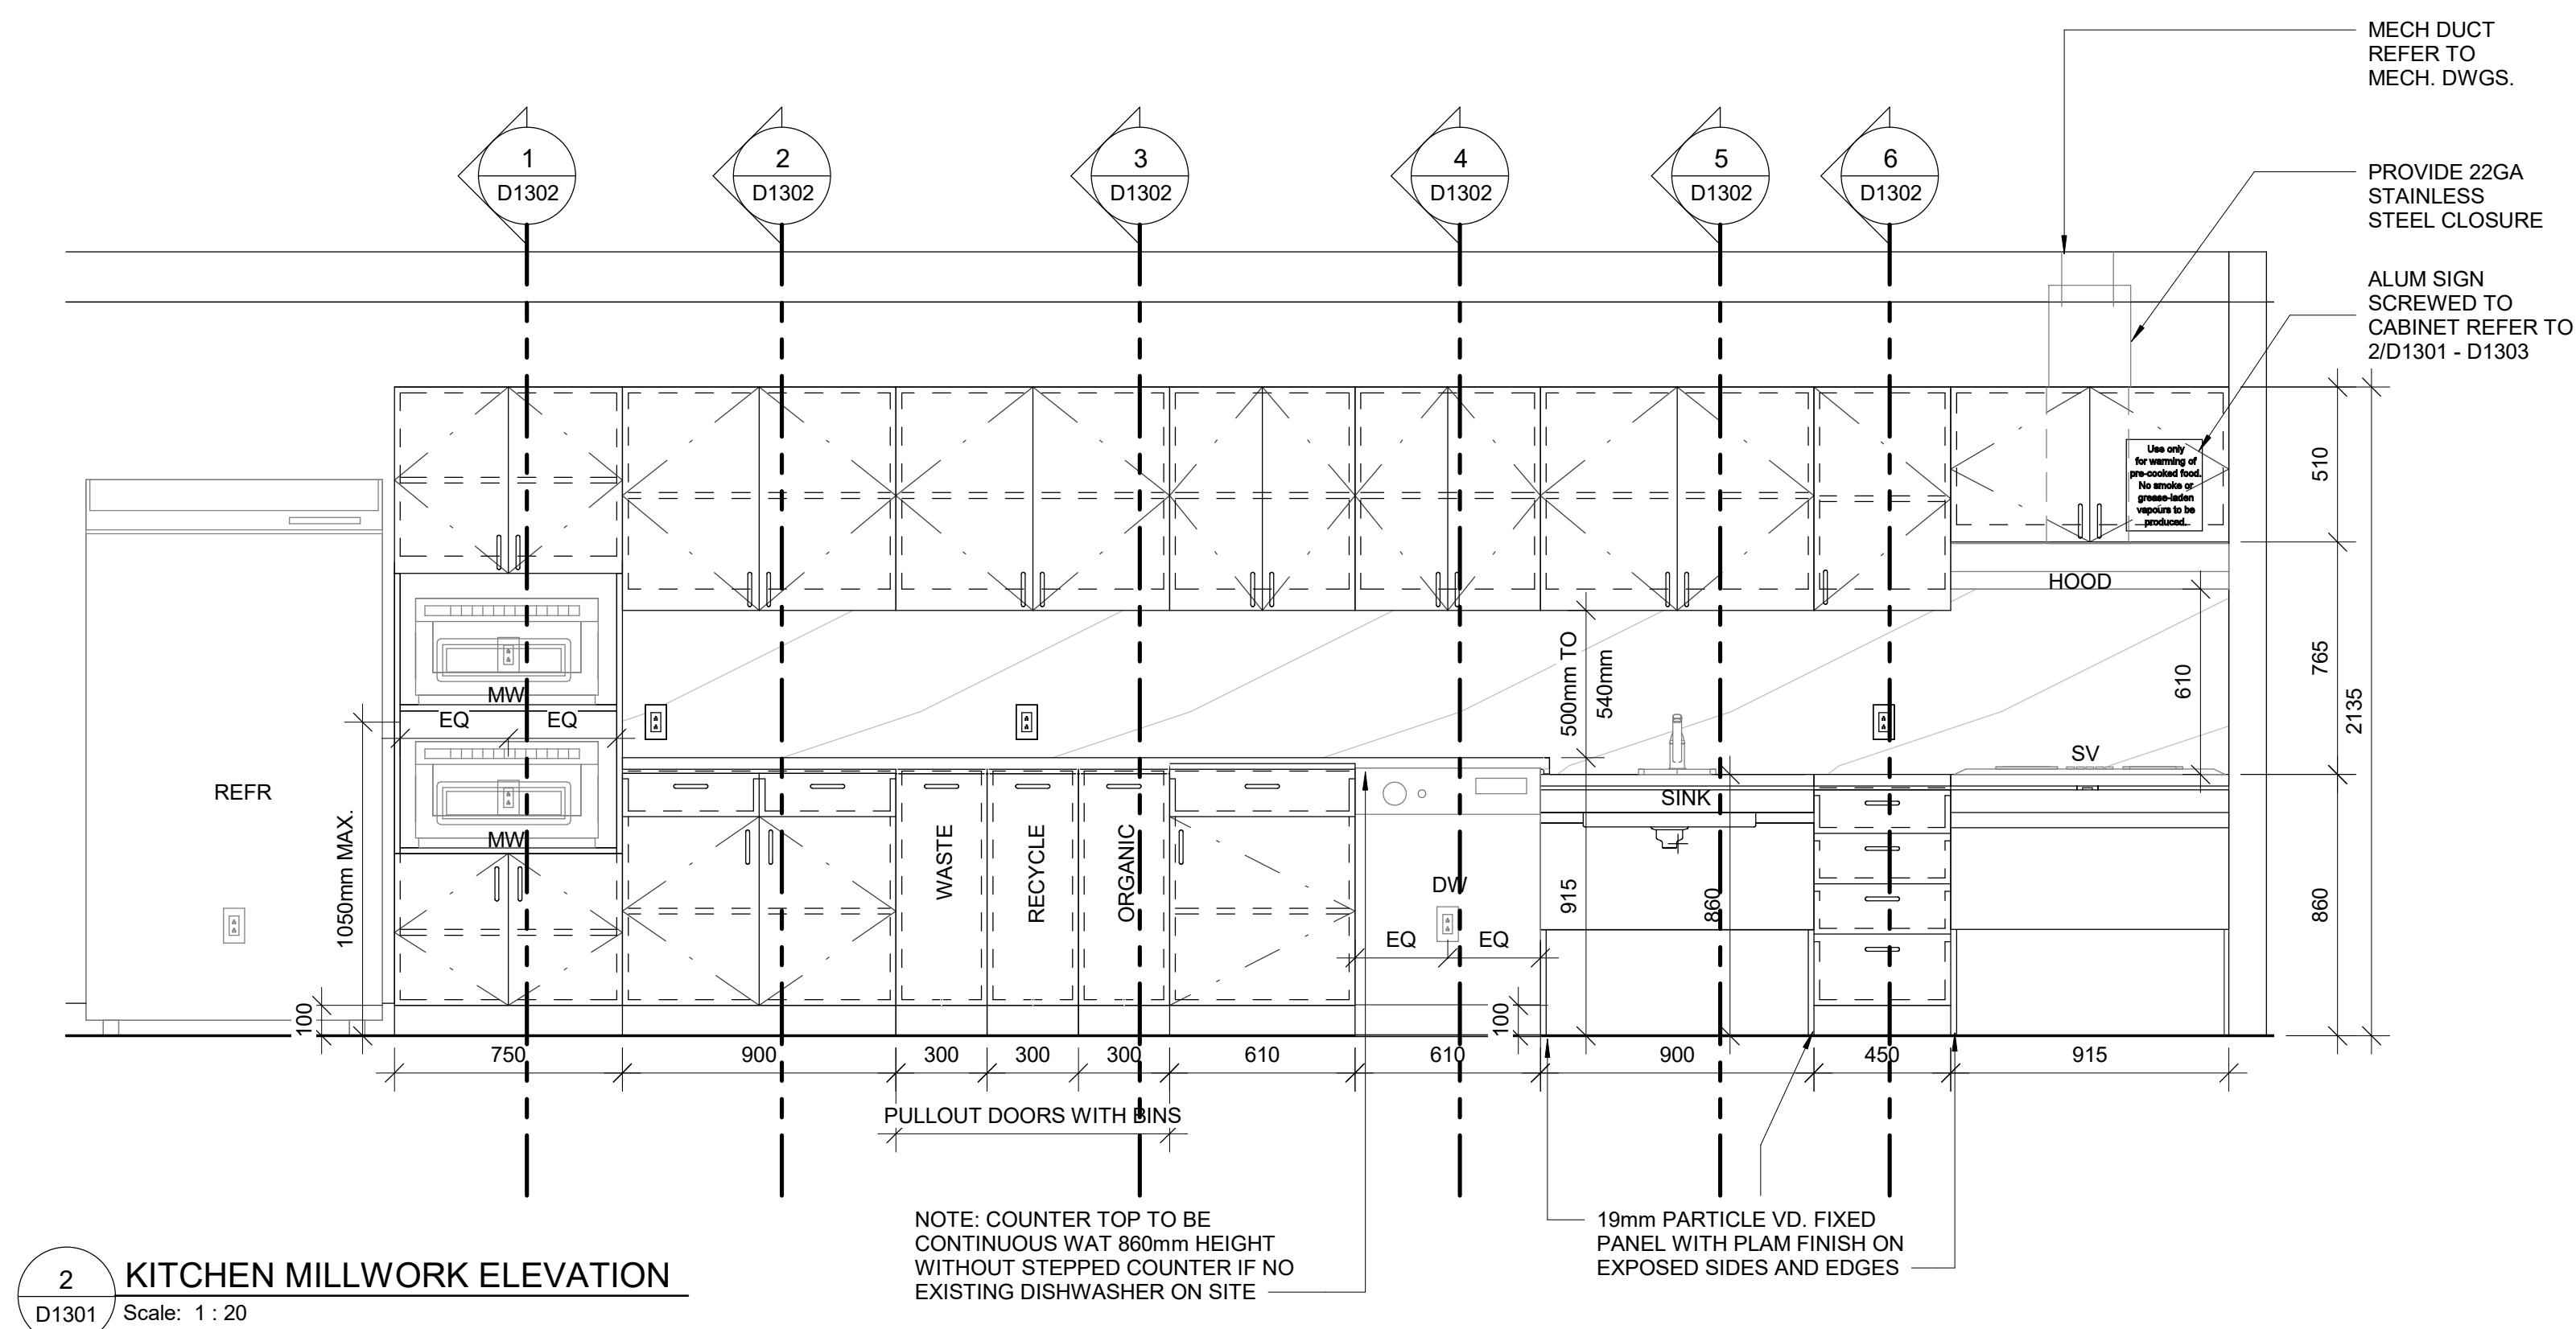 MECH DUCT
REFER TO
MECH. DWGS.
PROVIDE 22GA
STAINLESS
STEEL CLOSURE
ALUM SIGN
SCREWED TO
CABINET REFER TO
2/D1301 - D1303
1
D1302
2
D1302
3
D1302
4
D1302
5
D1302
6
D1302
Use only
for warming of
pre-cooked food.
No smoke or
grease-laden
vapours to be
produced.
HOOD
510
765
2135
860
610
500mm TO
540mm
MW
EQ
EQ
MW
REFR
1050mm MAX.
100
WASTE
RECYCLE
ORGANIC
DW
EQ
EQ
100
SINK
SV
915
860
750
900
300
300
300
610
610
900
450
915
PULLOUT DOORS WITH BINS
NOTE: COUNTER TOP TO BE
CONTINUOUS WAT 860mm HEIGHT
WITHOUT STEPPED COUNTER IF NO
EXISTING DISHWASHER ON SITE
19mm PARTICLE VD. FIXED
PANEL WITH PLAM FINISH ON
EXPOSED SIDES AND EDGES
2
D1301
KITCHEN MILLWORK ELEVATION
Scale: 1 : 20